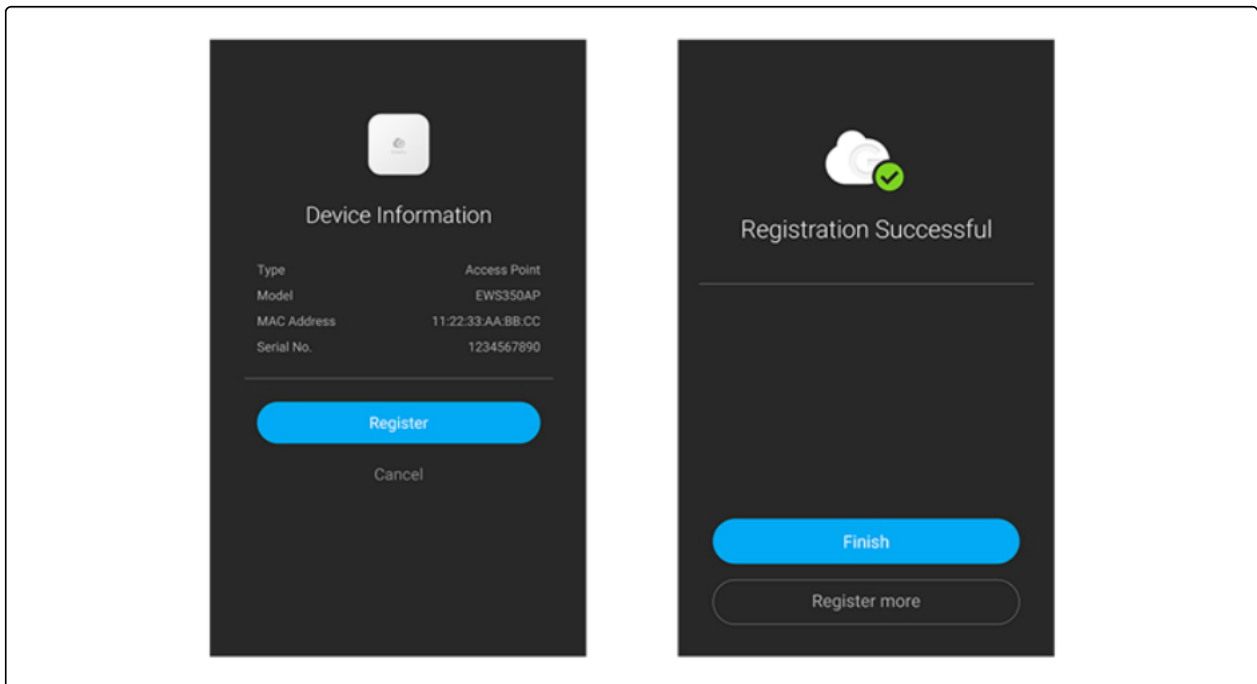 Device Information
Type Access Point
Model EWS350AP
MAC Address 11:22:33:AA:BB:CC
Serial No. 1234567890
Register
Cancel
Registration Successful
Finish
Register more